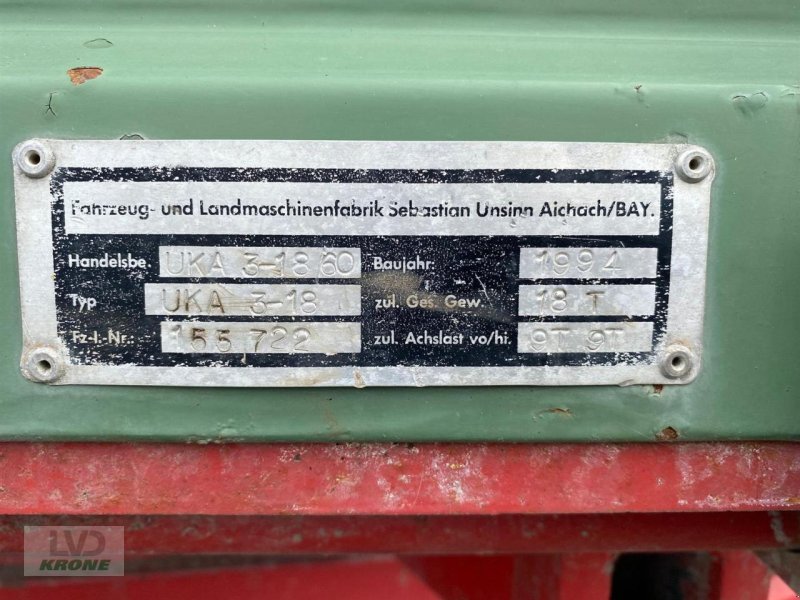 Fahrzeug- und Landmaschinenfabrik Sebastian Unsinn Aichach/BAY.
Handelsbe. UKA 3-18 60 Baujahr: 1994
Typ UKA 3-18 zul. Ges. Gew. 18 T
Fz-I.-Nr.: 155 722 zul. Achslast vo/hi. 9T 9T
LVD
KRONE